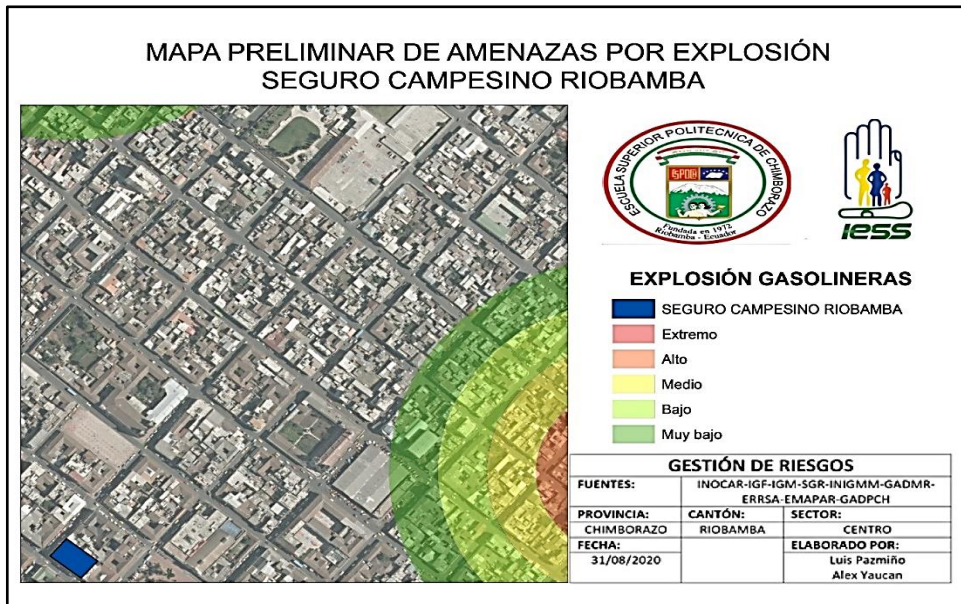 MAPA PRELIMINAR DE AMENAZAS POR EXPLOSIÓN
SEGURO CAMPESINO RIOBAMBA
ESCUELA SUPERIOR POLITECNICA DE CHIMBORAZO
ESPOCH
Fundada en 1972
Riobamba - Ecuador
IESS
EXPLOSIÓN GASOLINERAS
SEGURO CAMPESINO RIOBAMBA
Extremo
Alto
Medio
Bajo
Muy bajo
GESTIÓN DE RIESGOS
FUENTES: INOCAR-IGF-IGM-SGR-INIGMM-GADMR-
ERRSA-EMAPAR-GADPCH
PROVINCIA: CANTÓN: SECTOR:
CHIMBORAZO RIOBAMBA CENTRO
FECHA: ELABORADO POR:
31/08/2020 Luis Pazmiño
Alex Yaucan